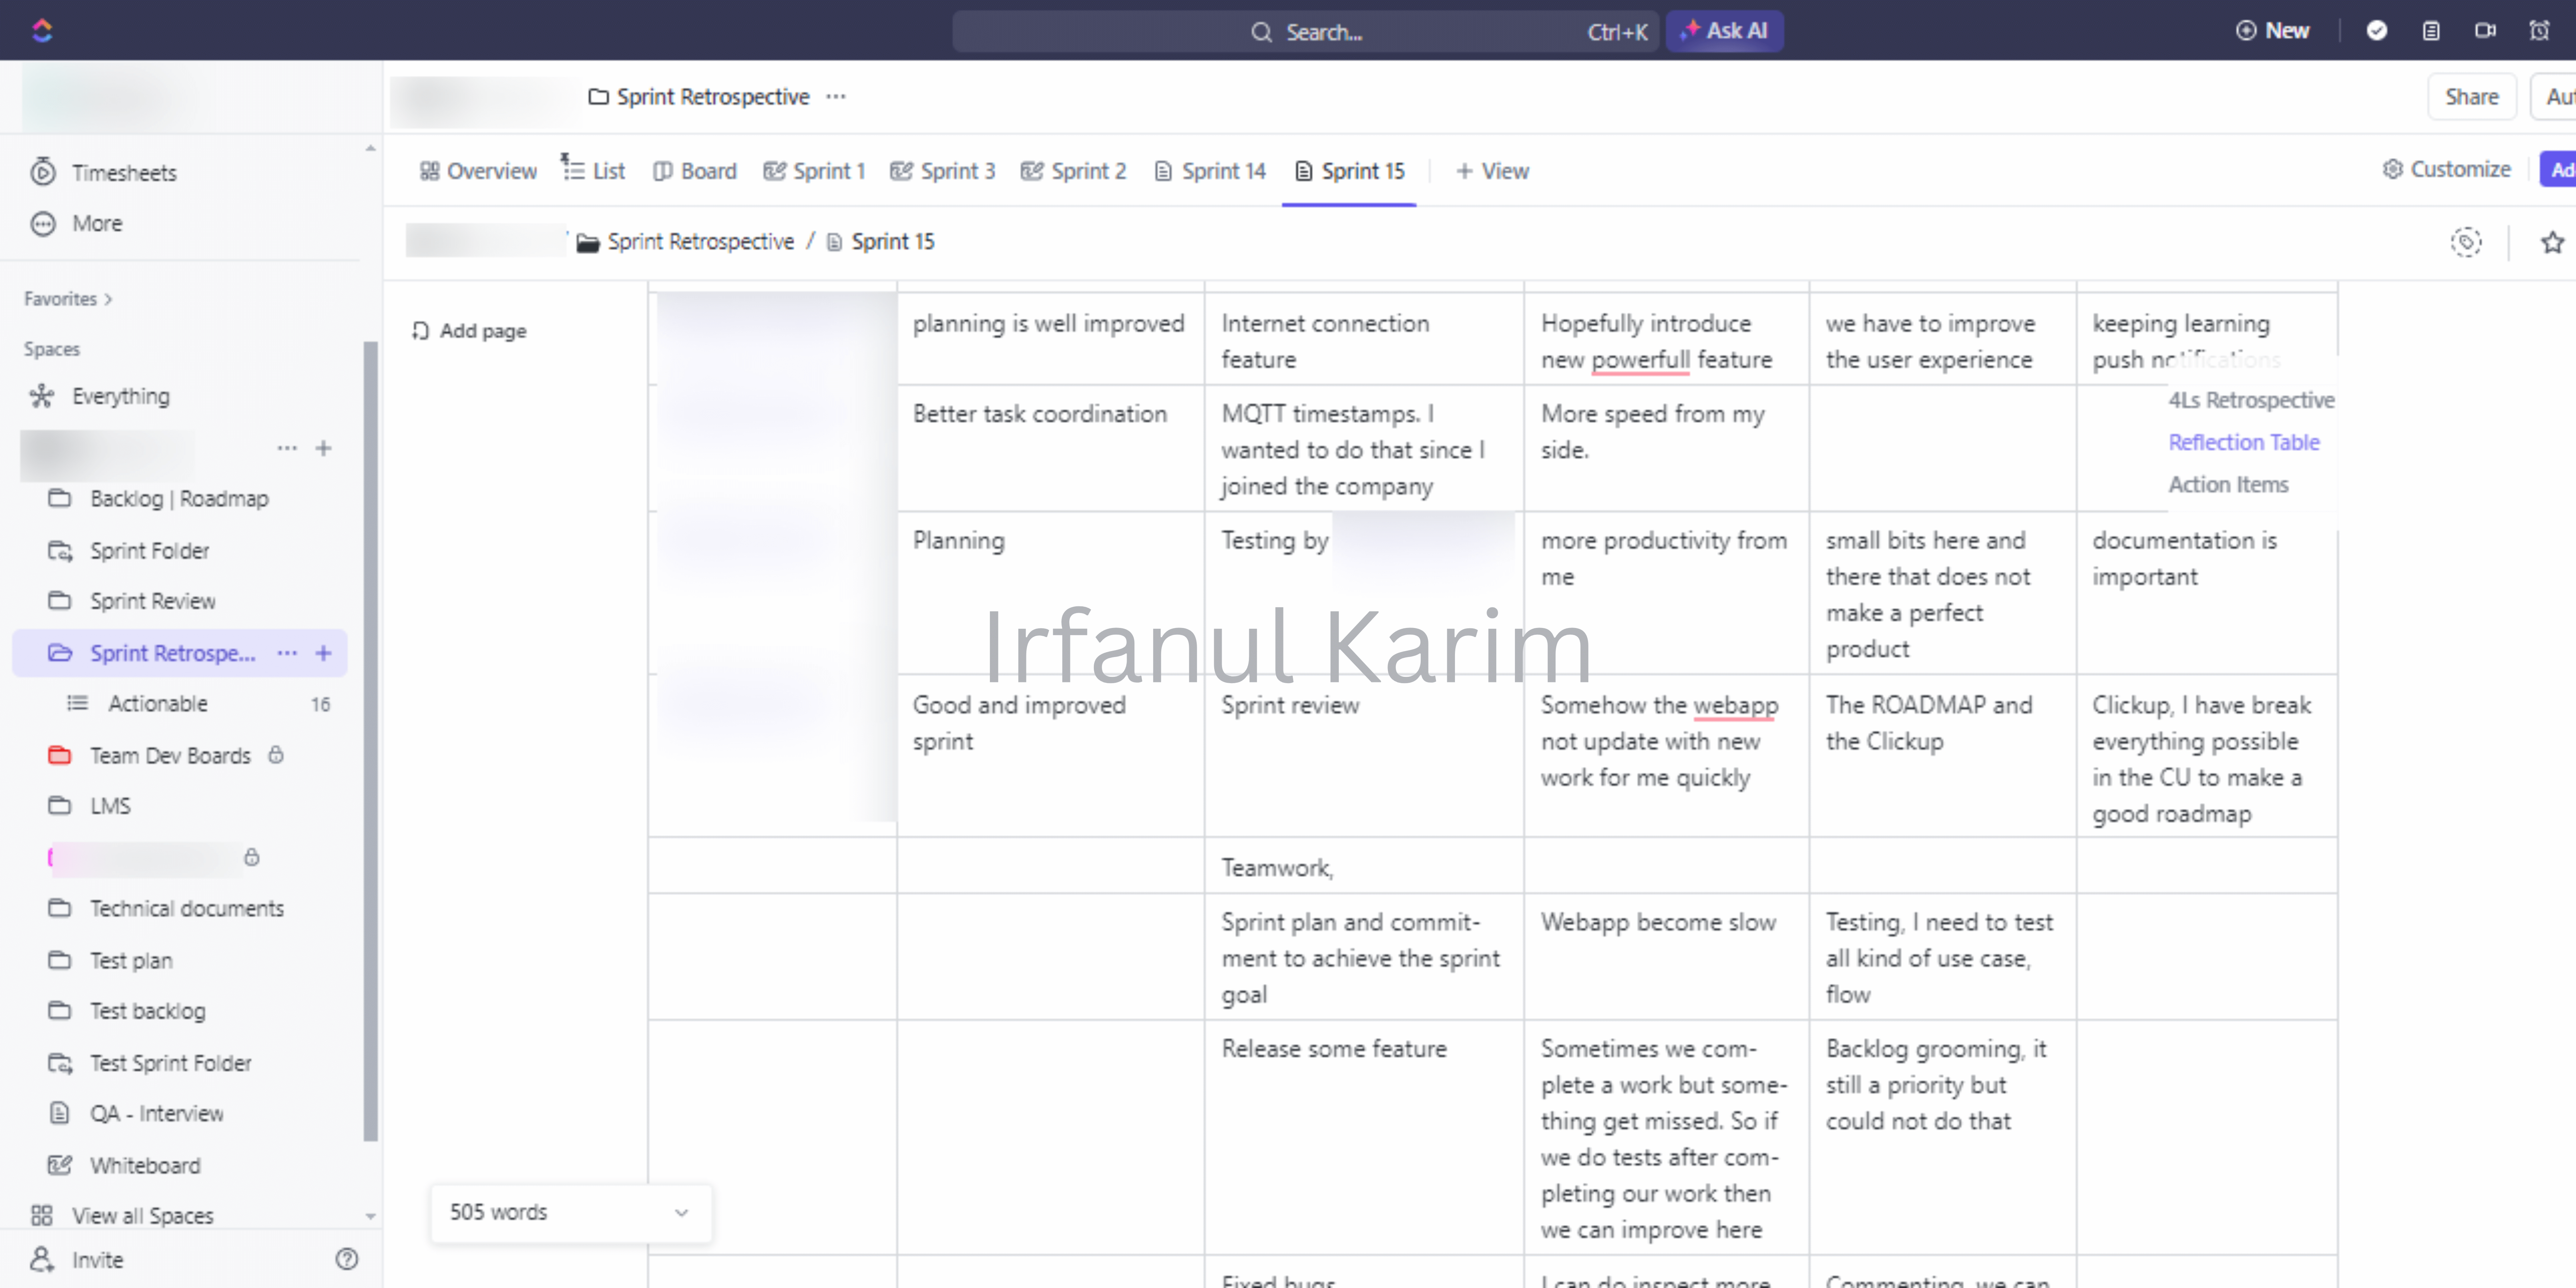 Search...
Ctrl+K
Ask AI
New
Sprint Retrospective
Share
Overview
List
Board
Sprint 1
Sprint 3
Sprint 2
Sprint 14
Sprint 15
+ View
Customize
Sprint Retrospective / Sprint 15
Timesheets
More
Favorites >
Spaces
Everything
Backlog | Roadmap
Sprint Folder
Sprint Review
Sprint Retrospe...
Actionable 16
Team Dev Boards
LMS
Technical documents
Test plan
Test backlog
Test Sprint Folder
QA - Interview
Whiteboard
View all Spaces
Invite
Add page
planning is well improved
Internet connection
feature
Hopefully introduce
new powerfull feature
we have to improve
the user experience
keeping learning
push notifications
4Ls Retrospective
Reflection Table
Action Items
Better task coordination
MQTT timestamps. I
wanted to do that since I
joined the company
More speed from my
side.
Planning
Testing by
more productivity from
me
small bits here and
there that does not
make a perfect
product
documentation is
important
Irfanul Karim
Good and improved
sprint
Sprint review
Somehow the webapp
not update with new
work for me quickly
The ROADMAP and
the Clickup
Clickup, I have break
everything possible
in the CU to make a
good roadmap
Teamwork,
Sprint plan and commit-
ment to achieve the sprint
goal
Webapp become slow
Testing, I need to test
all kind of use case,
flow
Release some feature
Sometimes we com-
plete a work but some-
thing get missed. So if
we do tests after com-
pleting our work then
we can improve here
Backlog grooming, it
still a priority but
could not do that
Fixed bugs
I can do inspect more
Commenting, we can
505 words